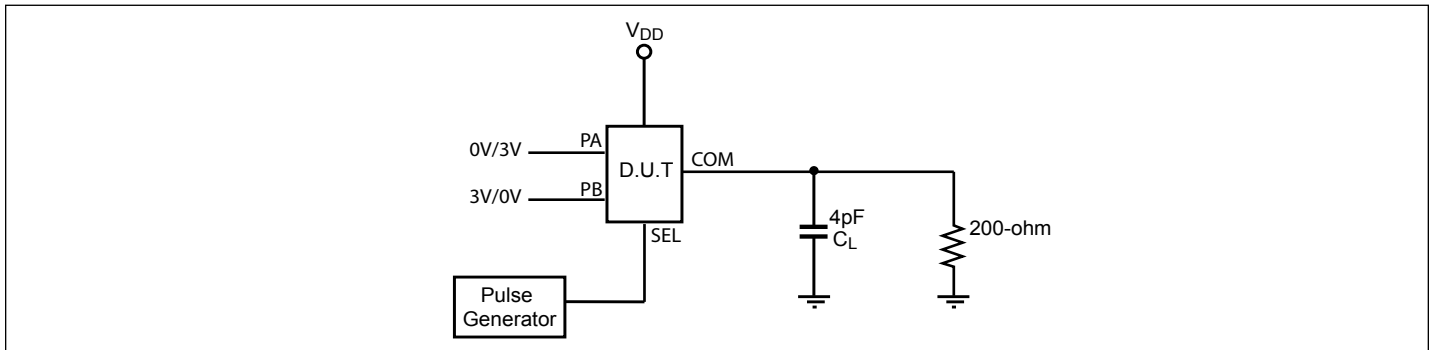 VDD
0V/3V
PA
D.U.T
COM
3V/0V
PB
SEL
4pF
CL
200-ohm
Pulse
Generator